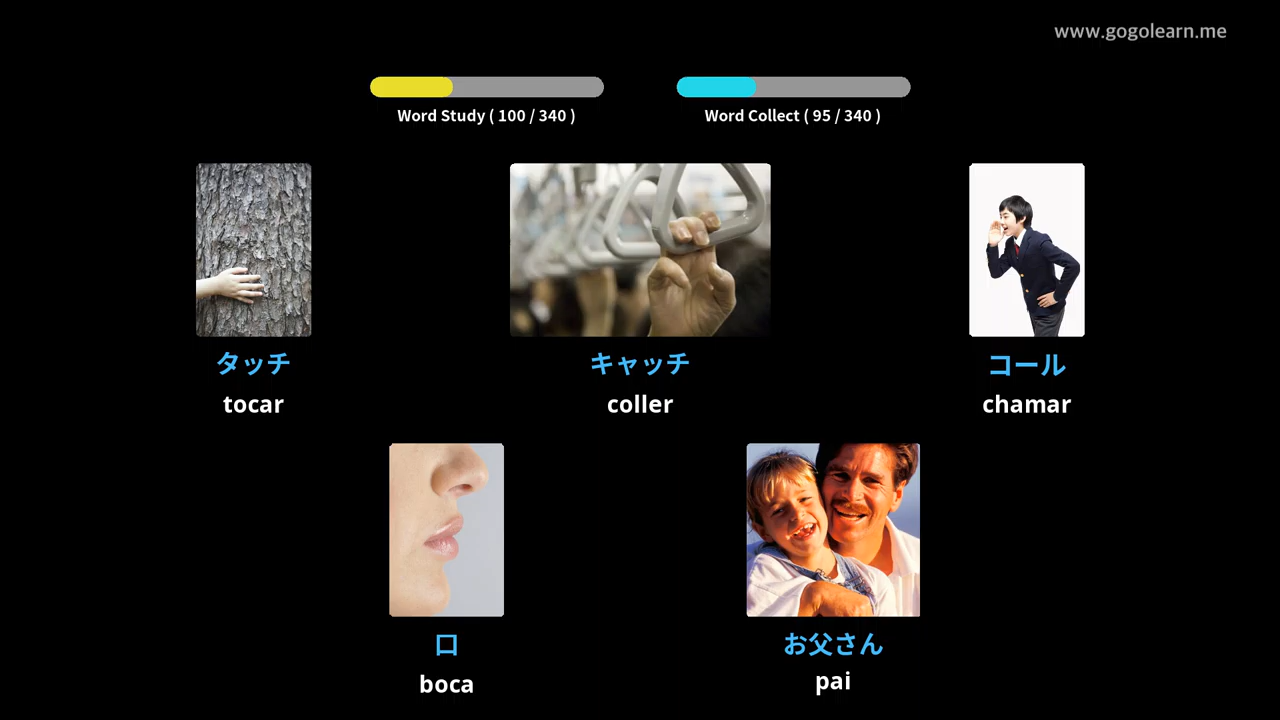 www.gogolearn.me
Word Study ( 100 / 340 )
Word Collect ( 95 / 340 )
タッチ
キャッチ
コール
tocar
coller
chamar
口
お父さん
boca
pai